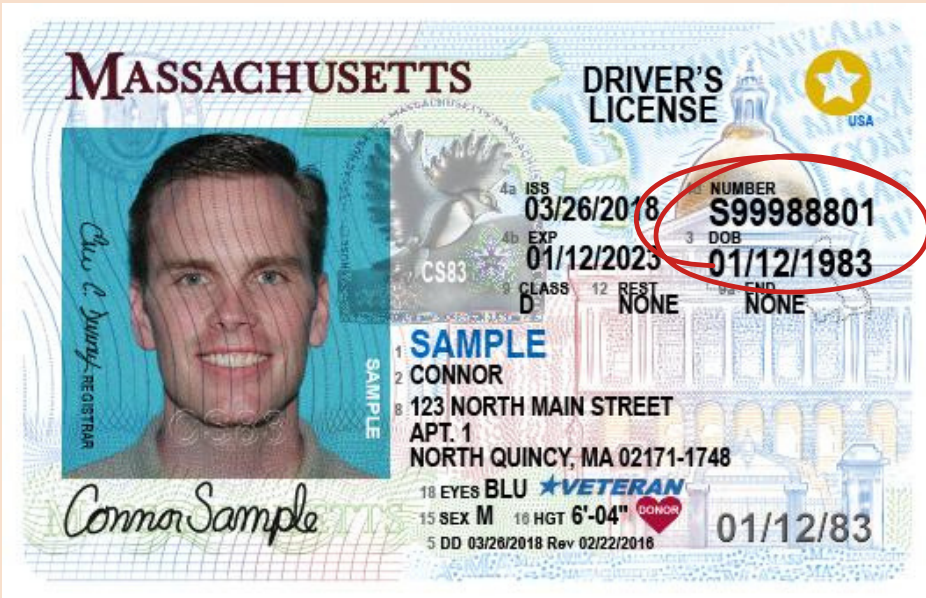 MASSACHUSETTS
DRIVER'S
LICENSE
USA
4a ISS
03/26/2018
NUMBER
S99988801
4b EXP
01/12/2023
3 DOB
01/12/1983
9 CLASS
D
12 REST
NONE
9a END
NONE
CS83
SAMPLE
REGISTRAR
1 SAMPLE
2 CONNOR
8 123 NORTH MAIN STREET
APT. 1
NORTH QUINCY, MA 02171-1748
18 EYES BLU VETERAN
15 SEX M 16 HGT 6'-04" DONOR
5 DD 03/26/2018 Rev 02/22/2016
01/12/83
Connor Sample